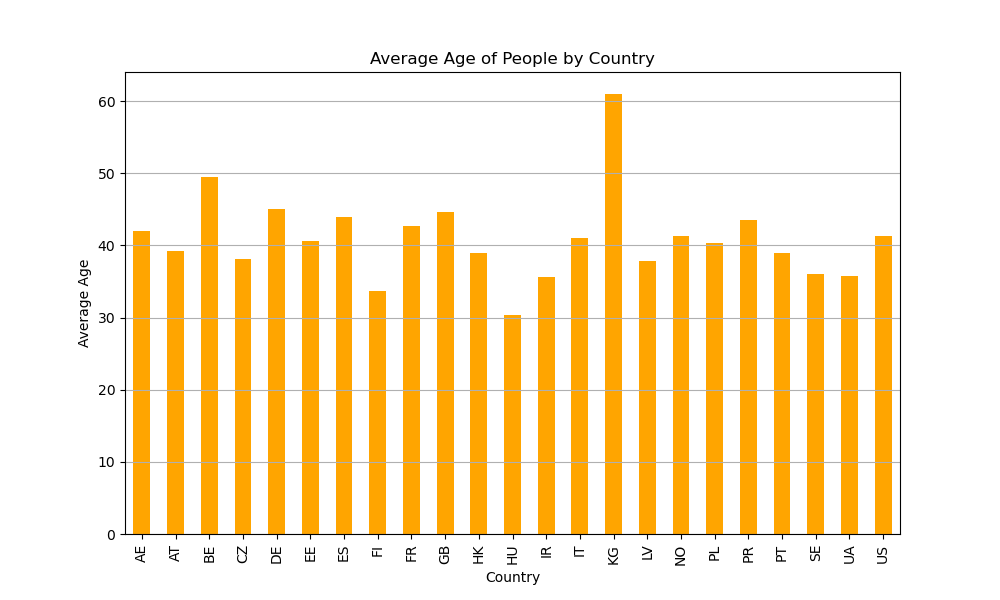 Average Age of People by Country
Average Age
60
50
40
30
20
10
0
AE AT BE CZ DE EE ES FI FR GB HK HU IR IT KG LV NO PL PR PT SE UA US
Country